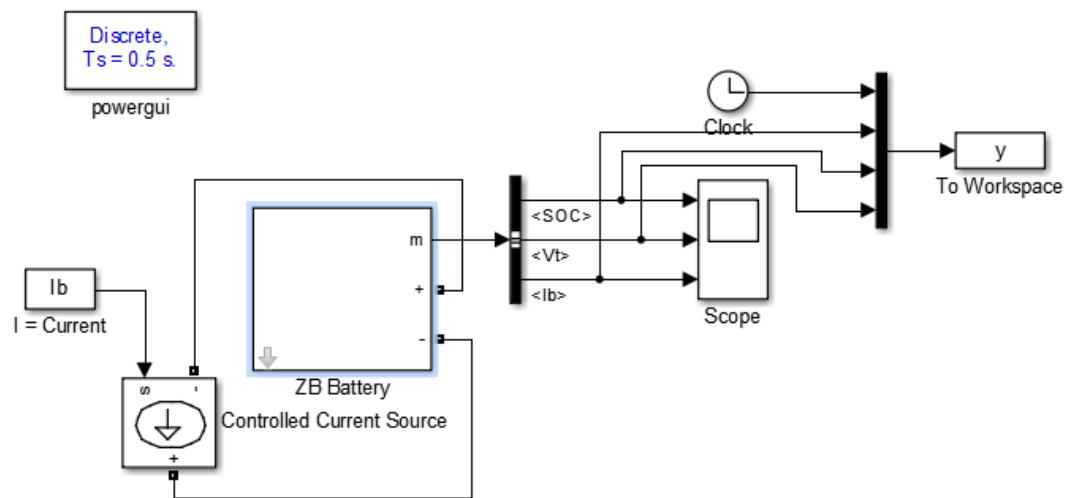 Discrete,
Ts = 0.5 s.
powergui
Clock
y
To Workspace
m
+
-
ZB Battery
<SOC>
<Vt>
<Ib>
Scope
Ib
I = Current
s
-
+
Controlled Current Source